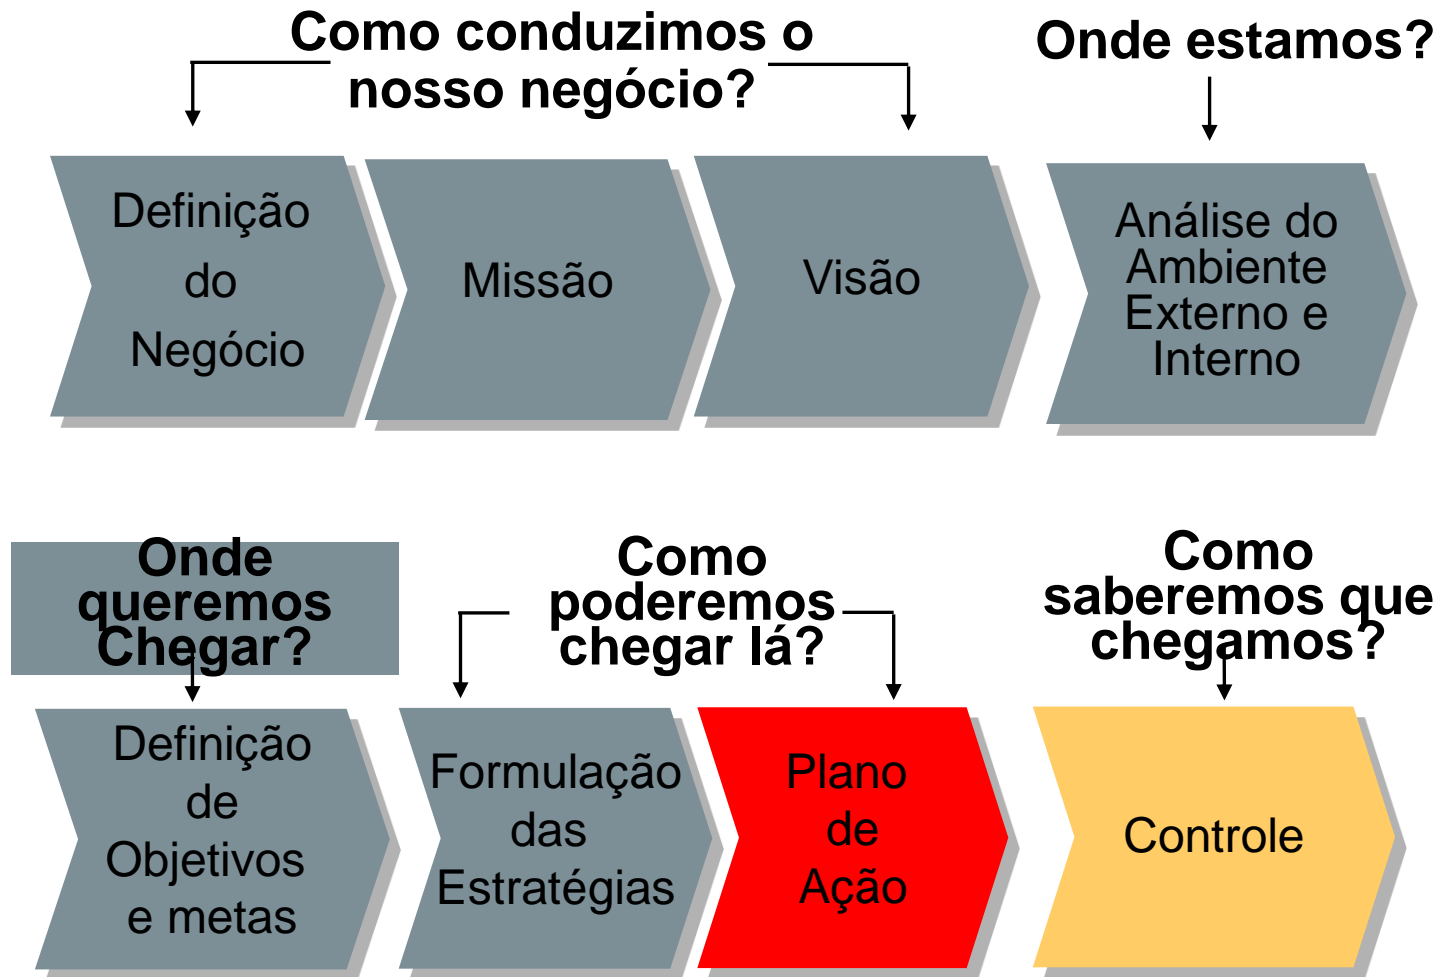 Como conduzimos o
nosso negócio?
Onde estamos?
Definição
do
Negócio
Missão
Visão
Análise do
Ambiente
Externo e
Interno
Onde
queremos
Chegar?
Como
poderemos
chegar lá?
Como
saberemos que
chegamos?
Definição
de
Objetivos
e metas
Formulação
das
Estratégias
Plano
de
Ação
Controle